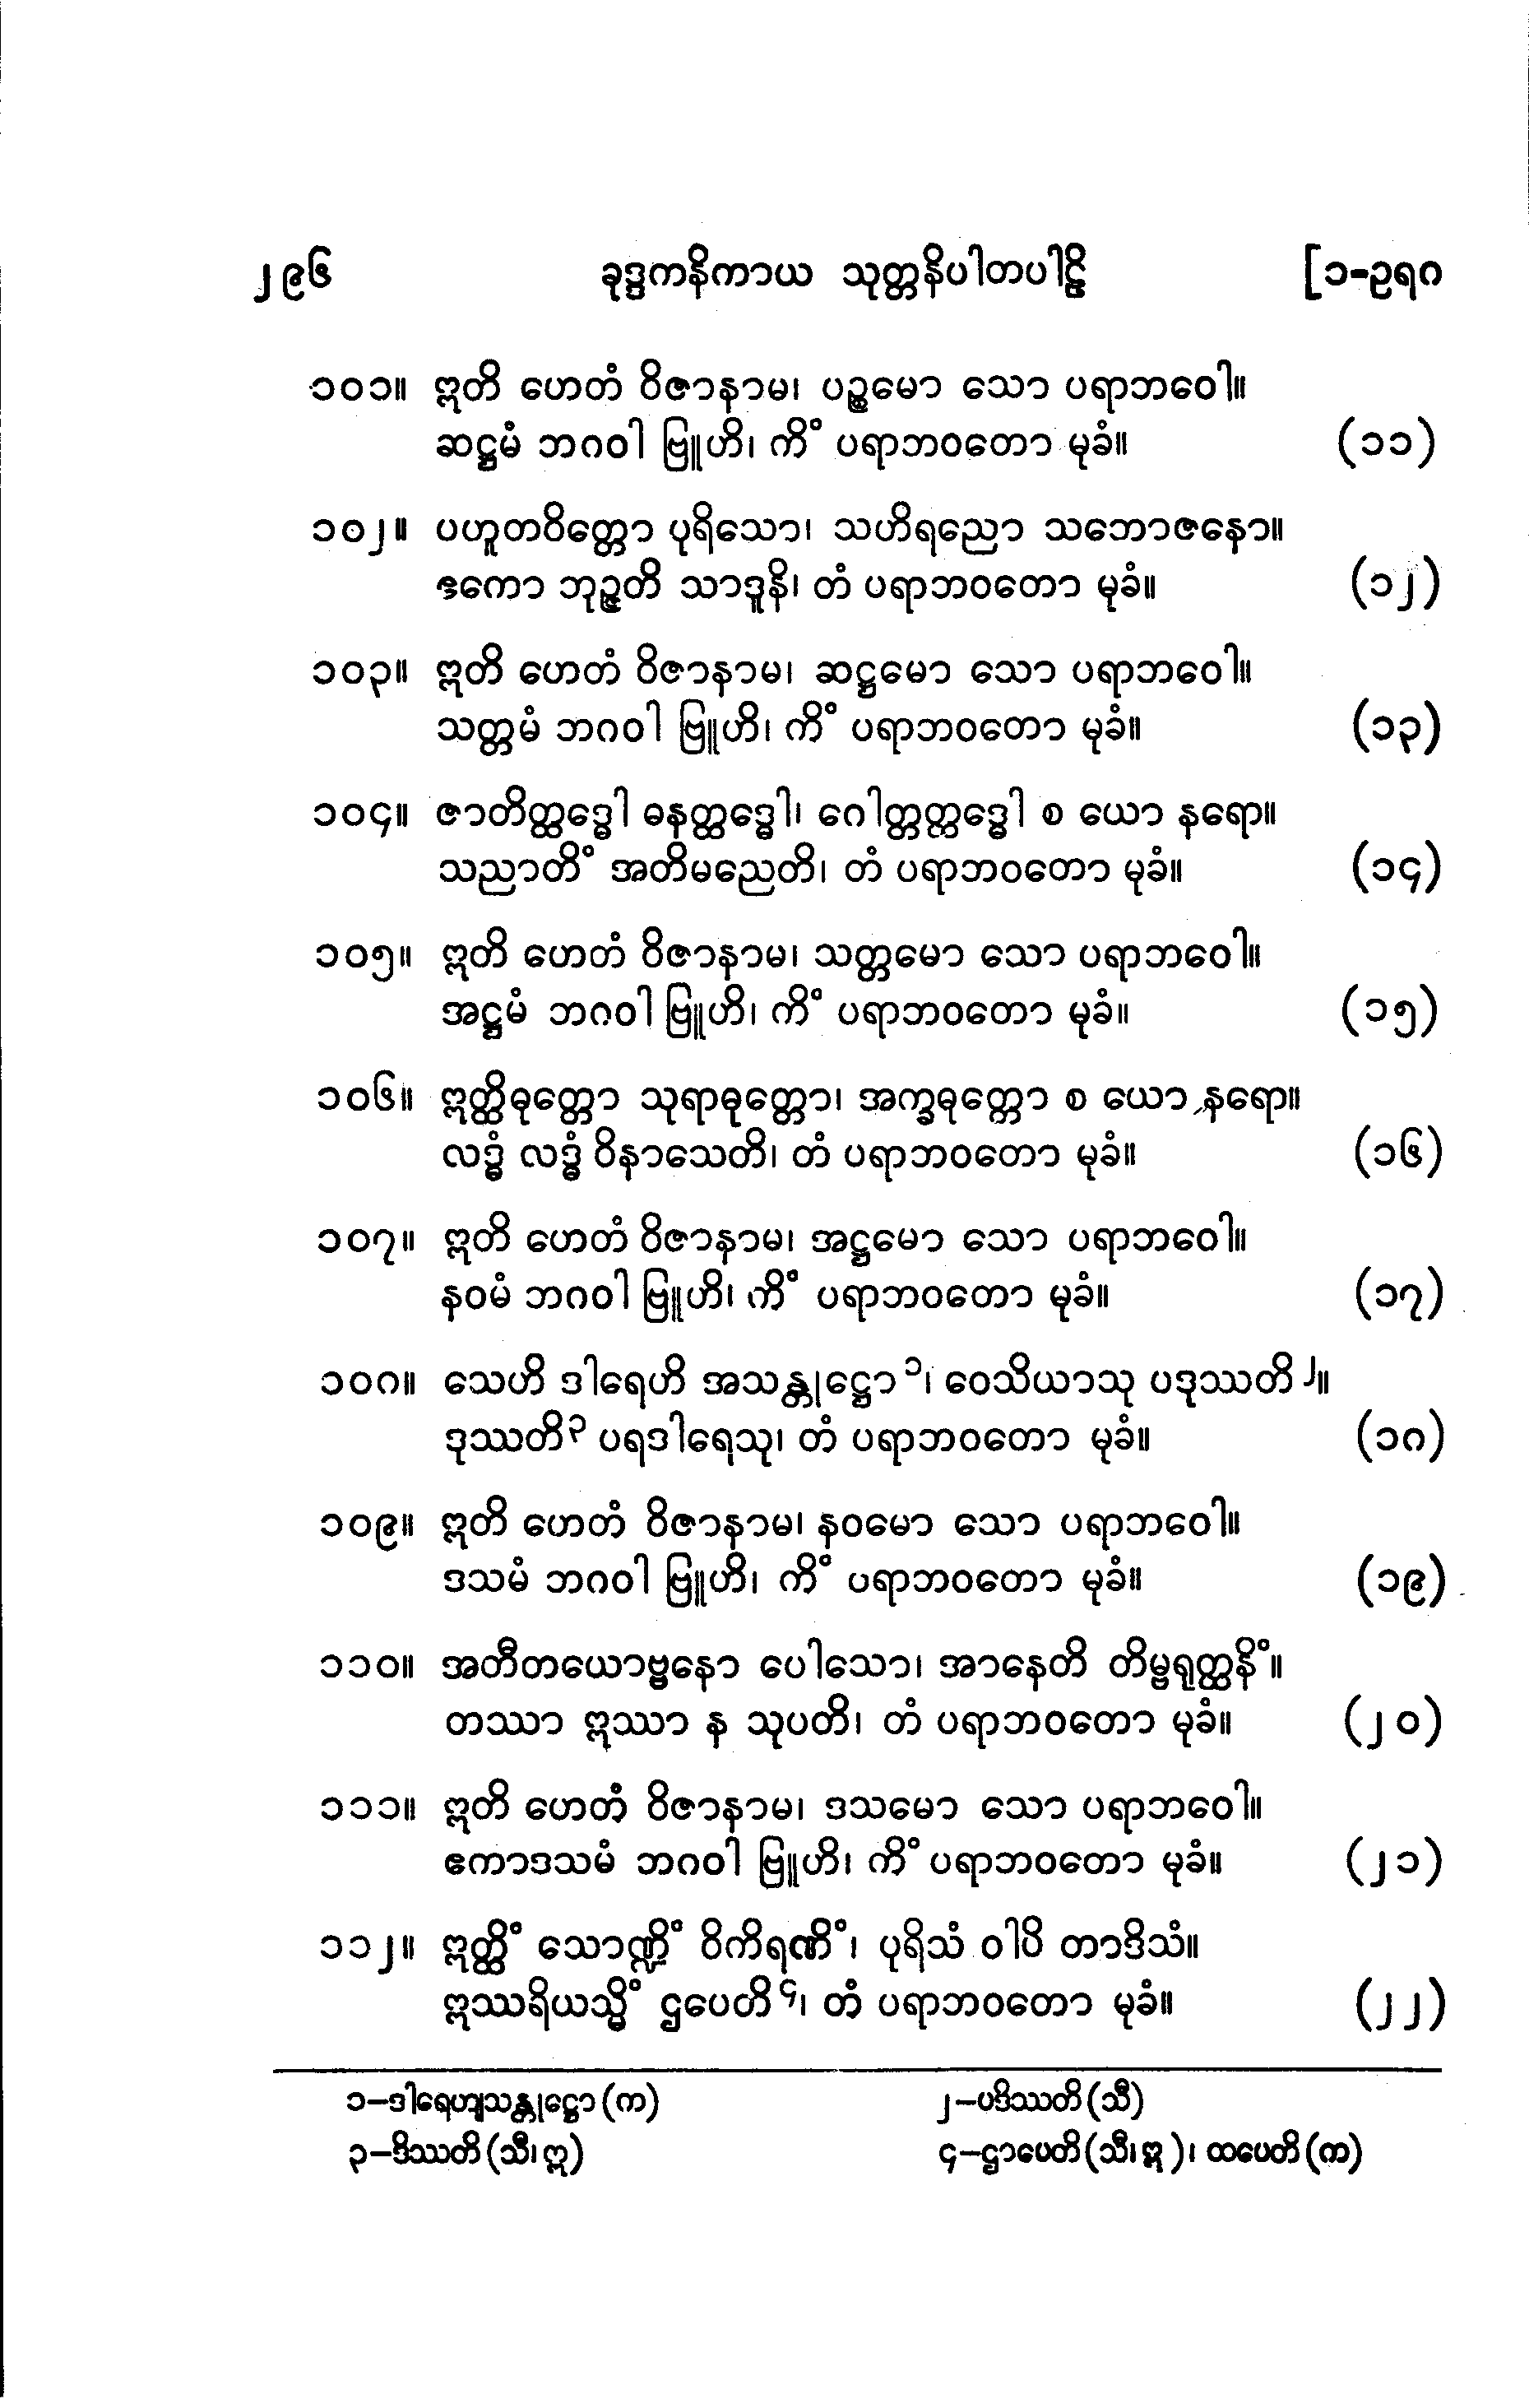 ၂၉၆ ခုဒ္ဒကနိကာယ သုတ္တနိပါတပါဠိ [၁-ဥရဂ
၁၀၁။ ဣတိ ဟေတံ ဝိဇာနာမ၊ ပဉ္စမော သော ပရာဘဝေါ။
ဆဋ္ဌမံ ဘဂဝါ ဗြူဟိ၊ ကိံ ပရာဘဝတော မုခံ။ (၁၁)
၁၀၂။ ပဟူတဝိတ္တော ပုရိသော၊ သဟိရညော သဘောဇနော။
ဧကော ဘုဉ္ဇတိ သာဒူနိ၊ တံ ပရာဘဝတော မုခံ။ (၁၂)
၁၀၃။ ဣတိ ဟေတံ ဝိဇာနာမ၊ ဆဋ္ဌမော သော ပရာဘဝေါ။
သတ္တမံ ဘဂဝါ ဗြူဟိ၊ ကိံ ပရာဘဝတော မုခံ။ (၁၃)
၁၀၄။ ဇာတိတ္ထဒ္ဓေါ ဓနတ္ထဒ္ဓေါ၊ ဂေါတ္တတ္ထဒ္ဓေါ စ ယော နရော။
သညာတိံ အတိမညေတိ၊ တံ ပရာဘဝတော မုခံ။ (၁၄)
၁၀၅။ ဣတိ ဟေတံ ဝိဇာနာမ၊ သတ္တမော သော ပရာဘဝေါ။
အဋ္ဌမံ ဘဂဝါ ဗြူဟိ၊ ကိံ ပရာဘဝတော မုခံ။ (၁၅)
၁၀၆။ ဣတ္ထိဓုတ္တော သုရာဓုတ္တော၊ အက္ခဓုတ္တော စ ယော နရော။
လဒ္ဓံ လဒ္ဓံ ဝိနာသေတိ၊ တံ ပရာဘဝတော မုခံ။ (၁၆)
၁၀၇။ ဣတိ ဟေတံ ဝိဇာနာမ၊ အဋ္ဌမော သော ပရာဘဝေါ။
နဝမံ ဘဂဝါ ဗြူဟိ၊ ကိံ ပရာဘဝတော မုခံ။ (၁၇)
၁၀၈။ သေဟိ ဒါရေဟိ အသန္တုဋ္ဌော ၁၊ ဝေသိယာသု ပဒုဿတိ ၂။
ဒုဿတိ ၃ ပရဒါရေသု၊ တံ ပရာဘဝတော မုခံ။ (၁၈)
၁၀၉။ ဣတိ ဟေတံ ဝိဇာနာမ၊ နဝမော သော ပရာဘဝေါ။
ဒသမံ ဘဂဝါ ဗြူဟိ၊ ကိံ ပရာဘဝတော မုခံ။ (၁၉)
၁၁၀။ အတီတယောဗ္ဗနော ပေါသော၊ အာနေတိ တိမ္ဗရုတ္ထနိံ။
တဿာ ဣဿာ န သုပတိ၊ တံ ပရာဘဝတော မုခံ။ (၂၀)
၁၁၁။ ဣတိ ဟေတံ ဝိဇာနာမ၊ ဒသမော သော ပရာဘဝေါ။
ဧကာဒသမံ ဘဂဝါ ဗြူဟိ၊ ကိံ ပရာဘဝတော မုခံ။ (၂၁)
၁၁၂။ ဣတ္ထိံ သောဏ္ဍိံ ဝိကိရဏိံ၊ ပုရိသံ ဝါပိ တာဒိသံ။
ဣဿရိယသ္မိံ ဌပေတိ ၄၊ တံ ပရာဘဝတော မုခံ။ (၂၂)
၁–ဒါရေဟျသန္တုဋ္ဌော (က) ၂–ပဒိဿတိ (သီ)
၃–ဒိဿတိ (သီ၊ ဣ) ၄–ဌာပေတိ (သီ၊ ဣ)၊ ထပေတိ (က)